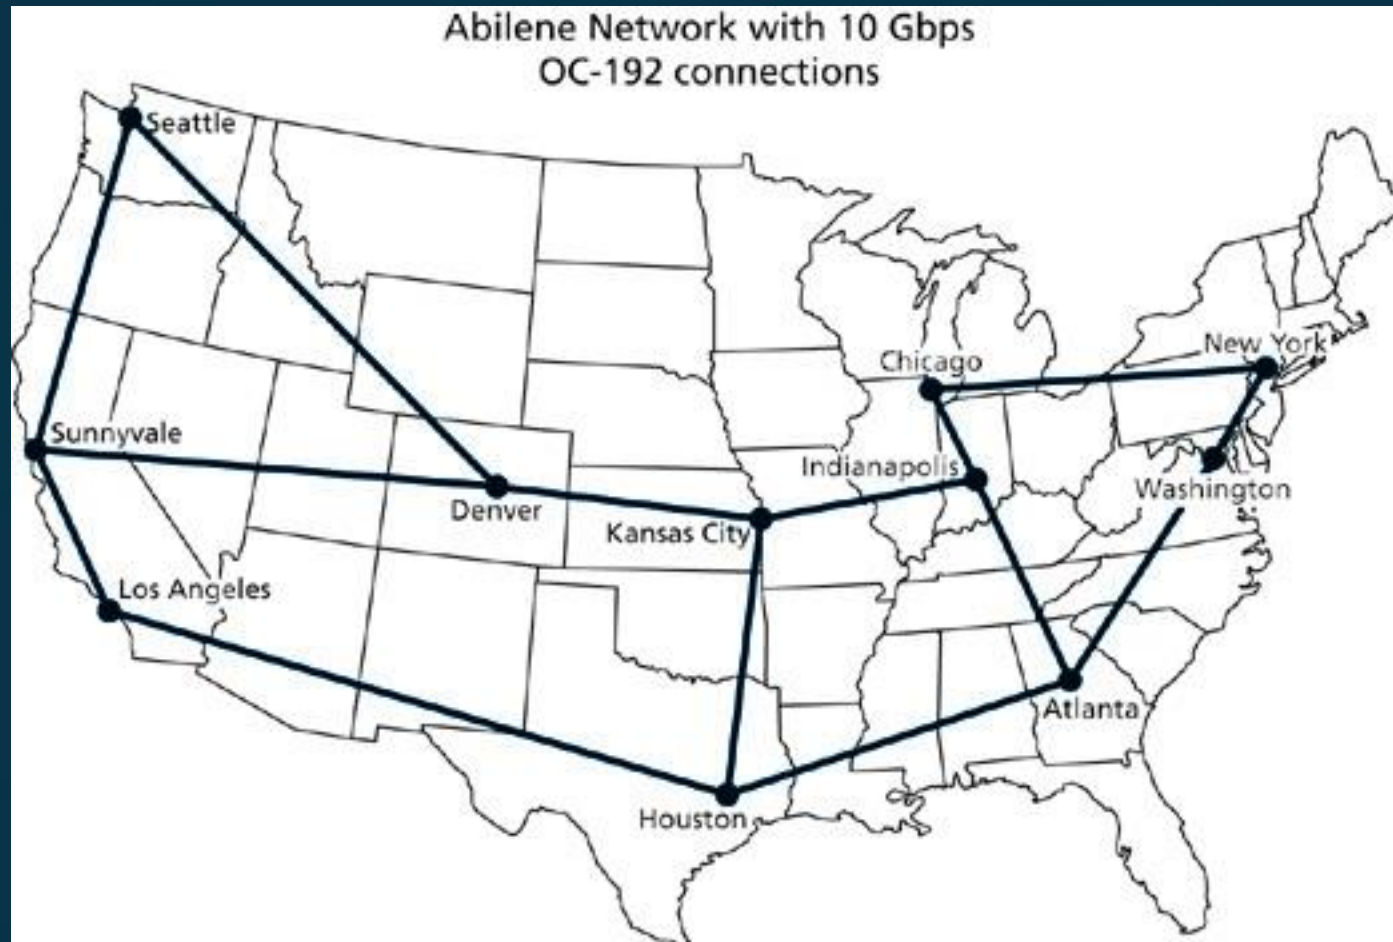 Abilene Network with 10 Gbps
OC-192 connections
Seattle
New York
Chicago
Sunnyvale
Indianapolis
Washington
Denver
Kansas City
Los Angeles
Atlanta
Houston